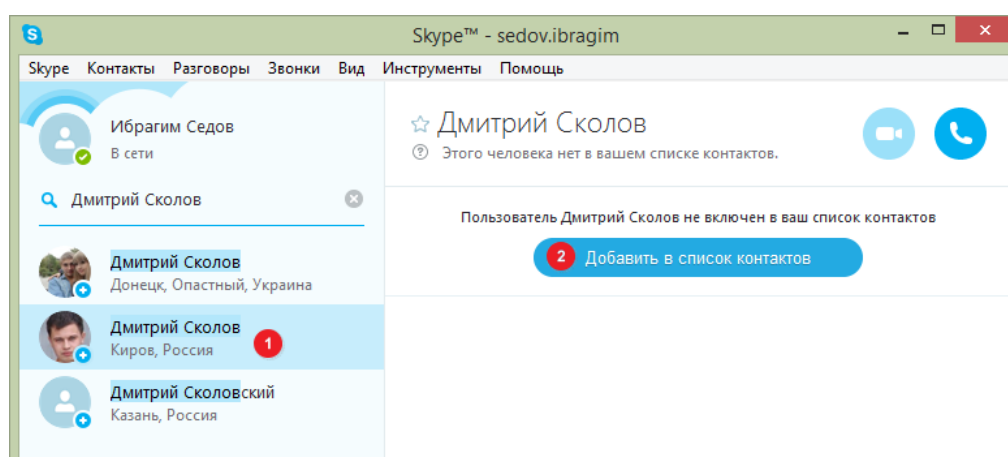 Skype™ - sedov.ibragim
Skype Контакты Разговоры Звонки Вид Инструменты Помощь
Ибрагим Седов
В сети
Дмитрий Сколов
Дмитрий Сколов
Донецк, Опастный, Украина
Дмитрий Сколов
Киров, Россия
1
Дмитрий Сколовский
Казань, Россия
Дмитрий Сколов
Этого человека нет в вашем списке контактов.
Пользователь Дмитрий Сколов не включен в ваш список контактов
2 Добавить в список контактов